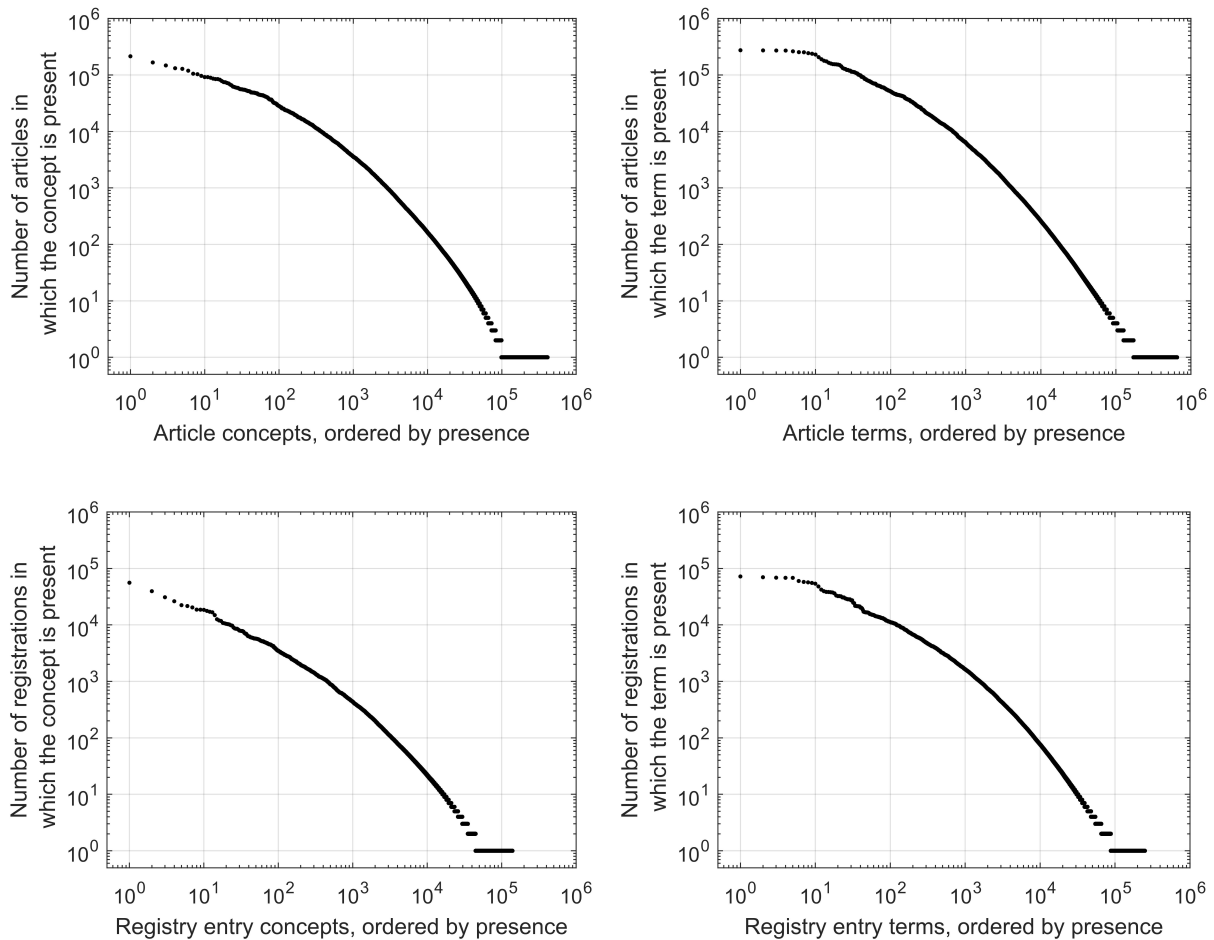 Number of articles in
which the concept is present
10^6
10^5
10^4
10^3
10^2
10^1
10^0
10^0 10^1 10^2 10^3 10^4 10^5 10^6
Article concepts, ordered by presence
Number of articles in
which the term is present
10^6
10^5
10^4
10^3
10^2
10^1
10^0
10^0 10^1 10^2 10^3 10^4 10^5 10^6
Article terms, ordered by presence
Number of registrations in
which the concept is present
10^6
10^5
10^4
10^3
10^2
10^1
10^0
10^0 10^1 10^2 10^3 10^4 10^5 10^6
Registry entry concepts, ordered by presence
Number of registrations in
which the term is present
10^6
10^5
10^4
10^3
10^2
10^1
10^0
10^0 10^1 10^2 10^3 10^4 10^5 10^6
Registry entry terms, ordered by presence